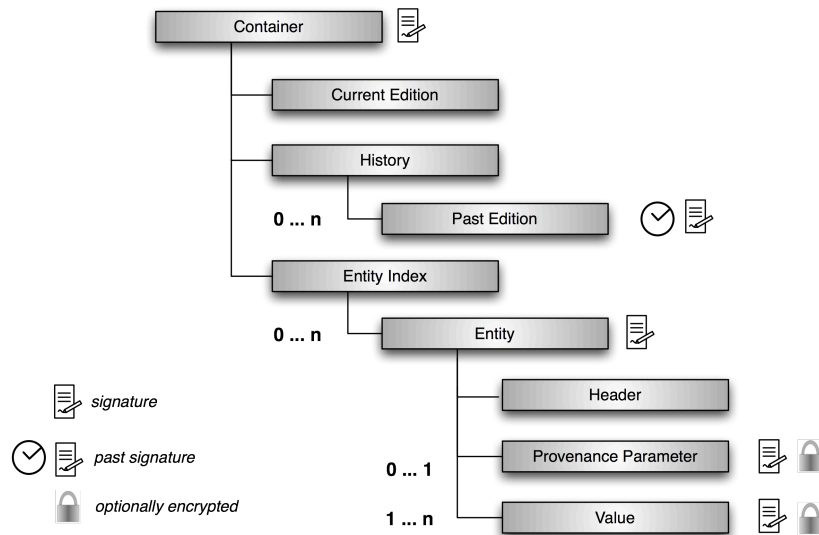 Container
Current Edition
History
0 ... n
Past Edition
Entity Index
0 ... n
Entity
Header
signature
past signature
0 ... 1
Provenance Parameter
optionally encrypted
1 ... n
Value